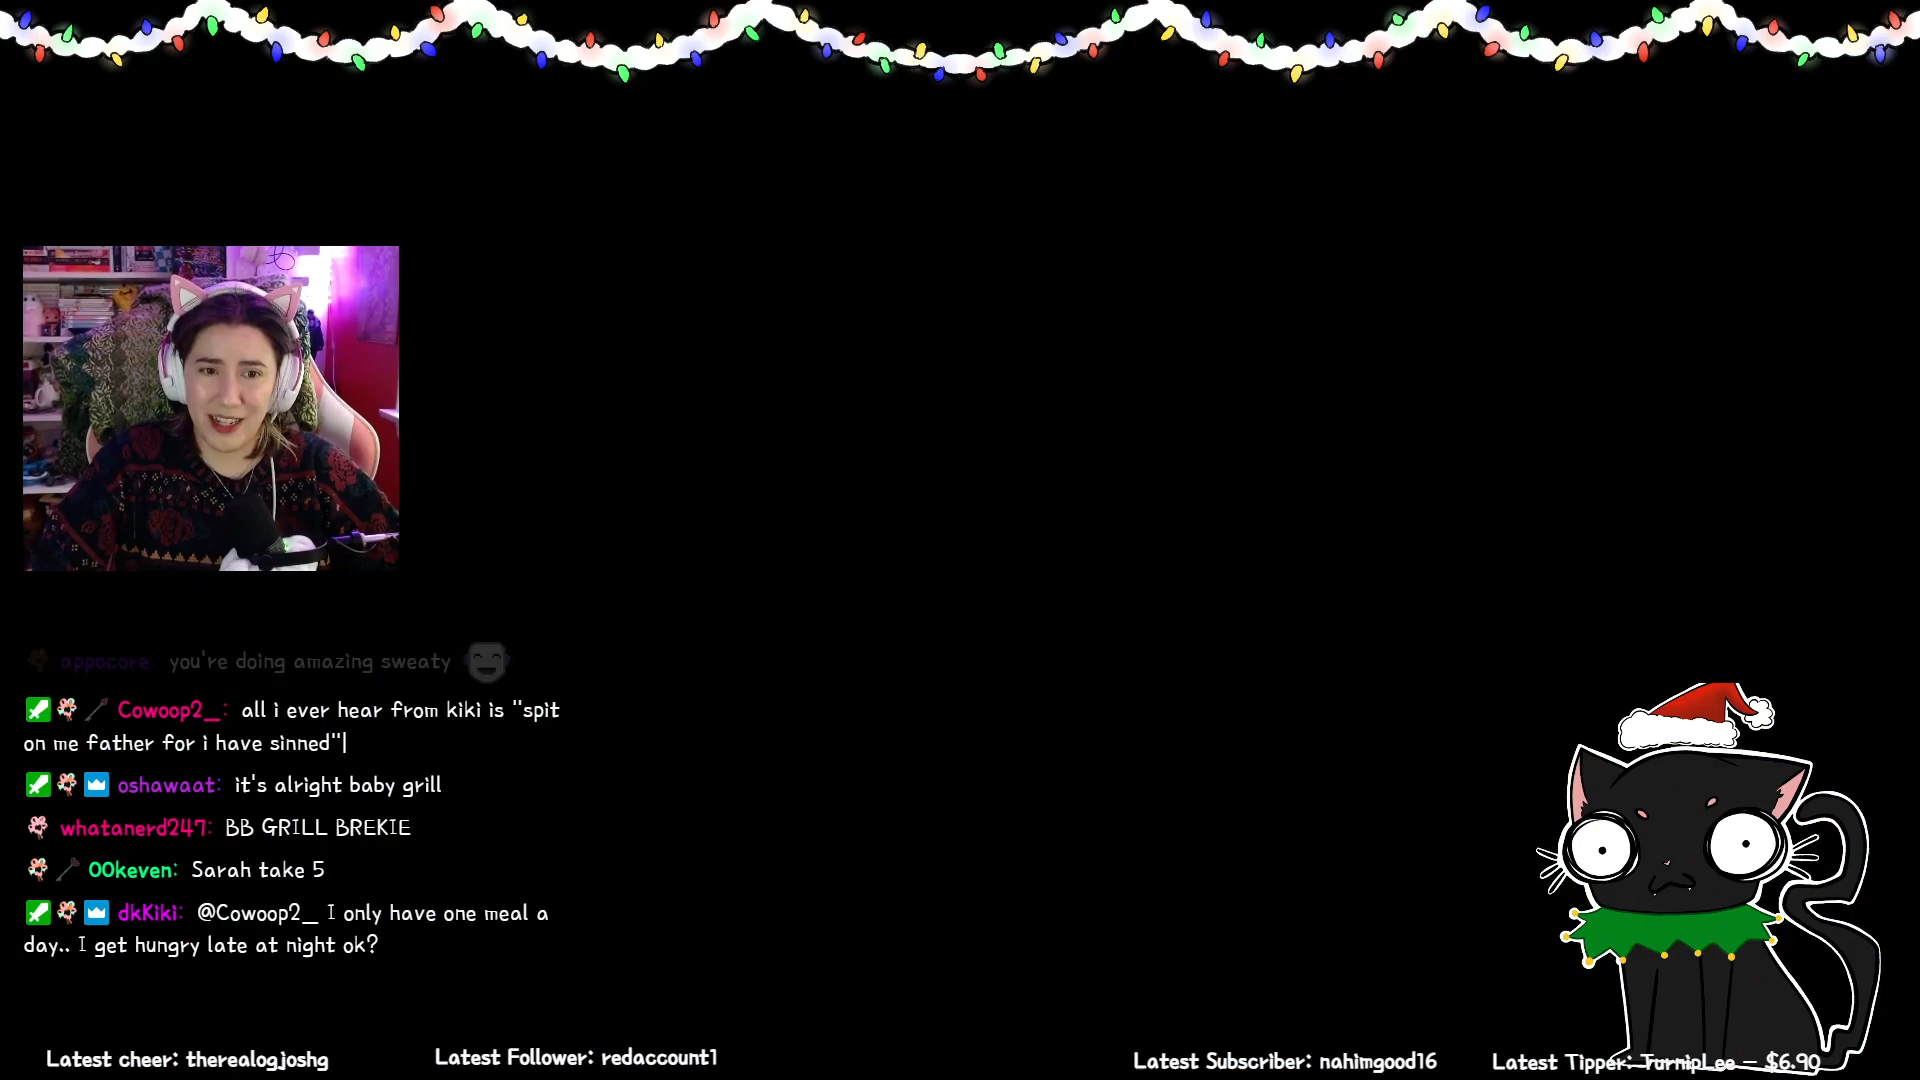 appocore: you're doing amazing sweaty
Cowoop2_: all i ever hear from kiki is "spit
on me father for i have sinned"|
oshawaat: it's alright baby grill
whatanerd247: BB GRILL BREKIE
00keven: Sarah take 5
dkKiki: @Cowoop2_ I only have one meal a
day.. I get hungry late at night ok?
Latest cheer: therealogjoshg
Latest Follower: redaccount1
Latest Subscriber: nahimgood16
Latest Tipper: TurnipLee — $6.90